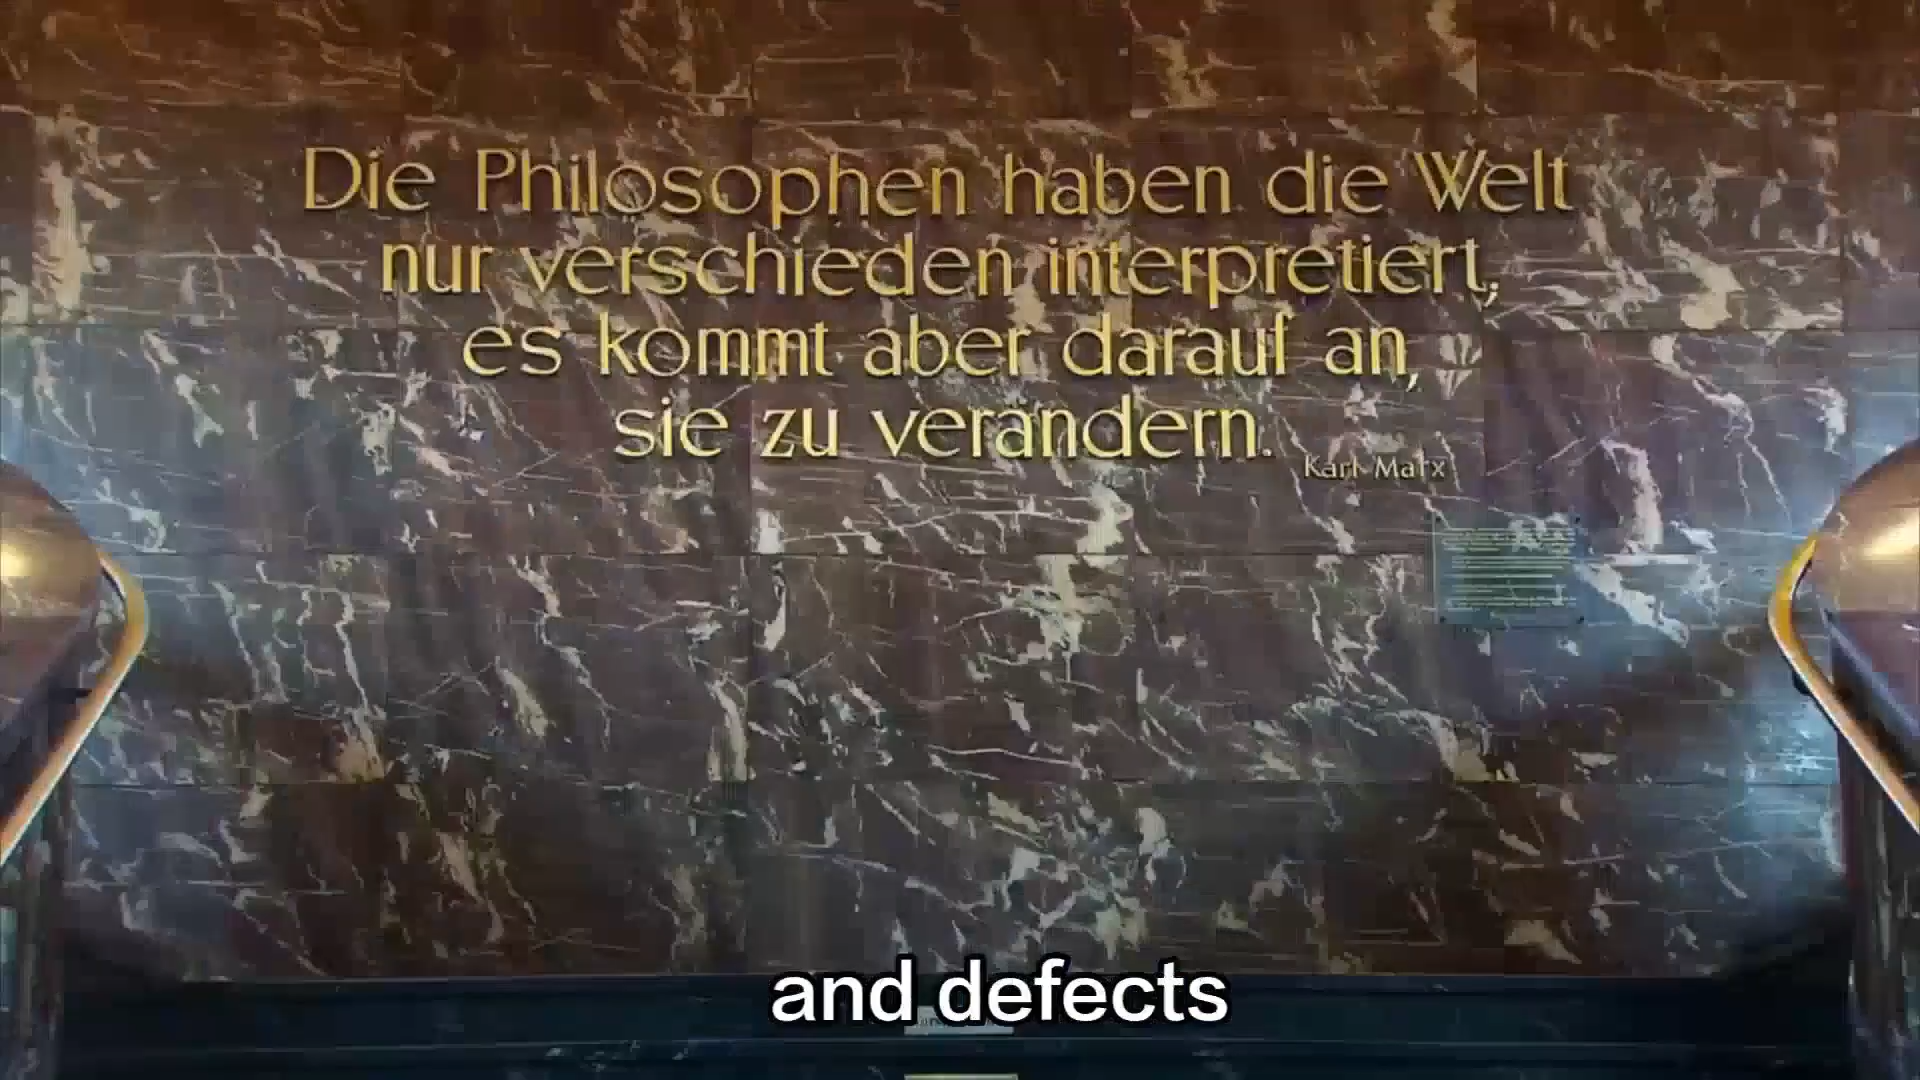 Die Philosophen haben die Welt
nur verschieden interpretiert;
es kommt aber darauf an,
sie zu verändern.
Karl Marx
and defects